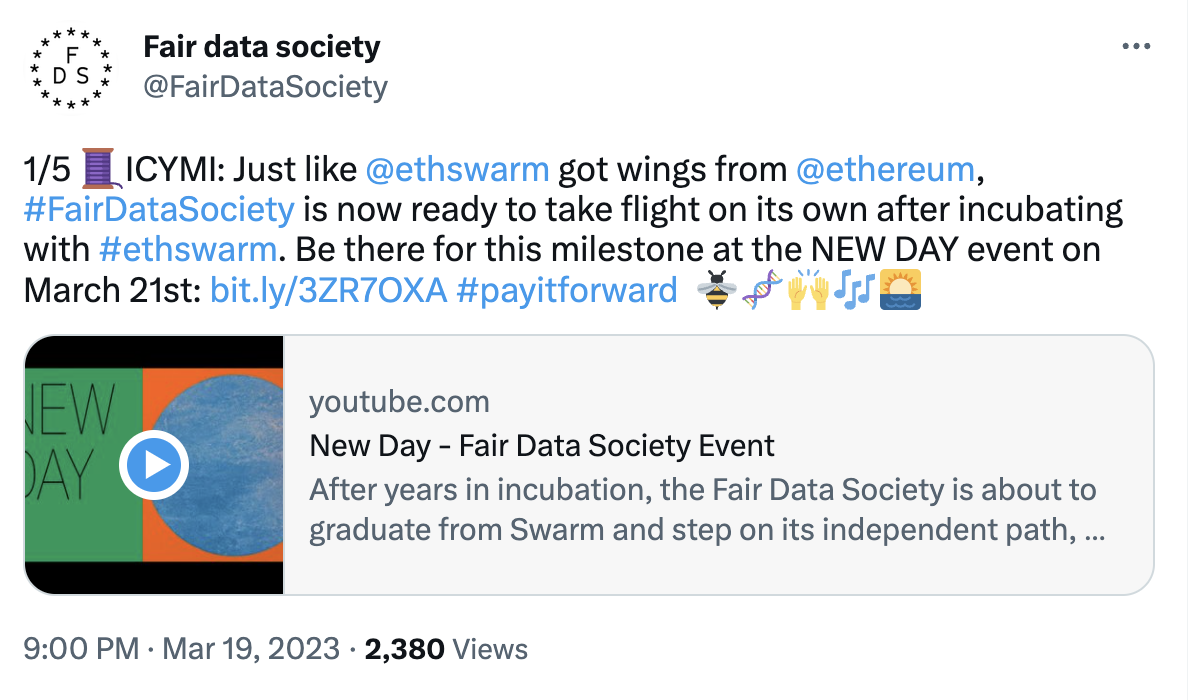 F
D S
Fair data society
@FairDataSociety
1/5 🧵 ICYMI: Just like @ethswarm got wings from @ethereum,
#FairDataSociety is now ready to take flight on its own after incubating
with #ethswarm. Be there for this milestone at the NEW DAY event on
March 21st: bit.ly/3ZR7OXA #payitforward 🐝🧬🙌🎶🌅
NEW
DAY
youtube.com
New Day - Fair Data Society Event
After years in incubation, the Fair Data Society is about to
graduate from Swarm and step on its independent path, ...
9:00 PM · Mar 19, 2023 · 2,380 Views